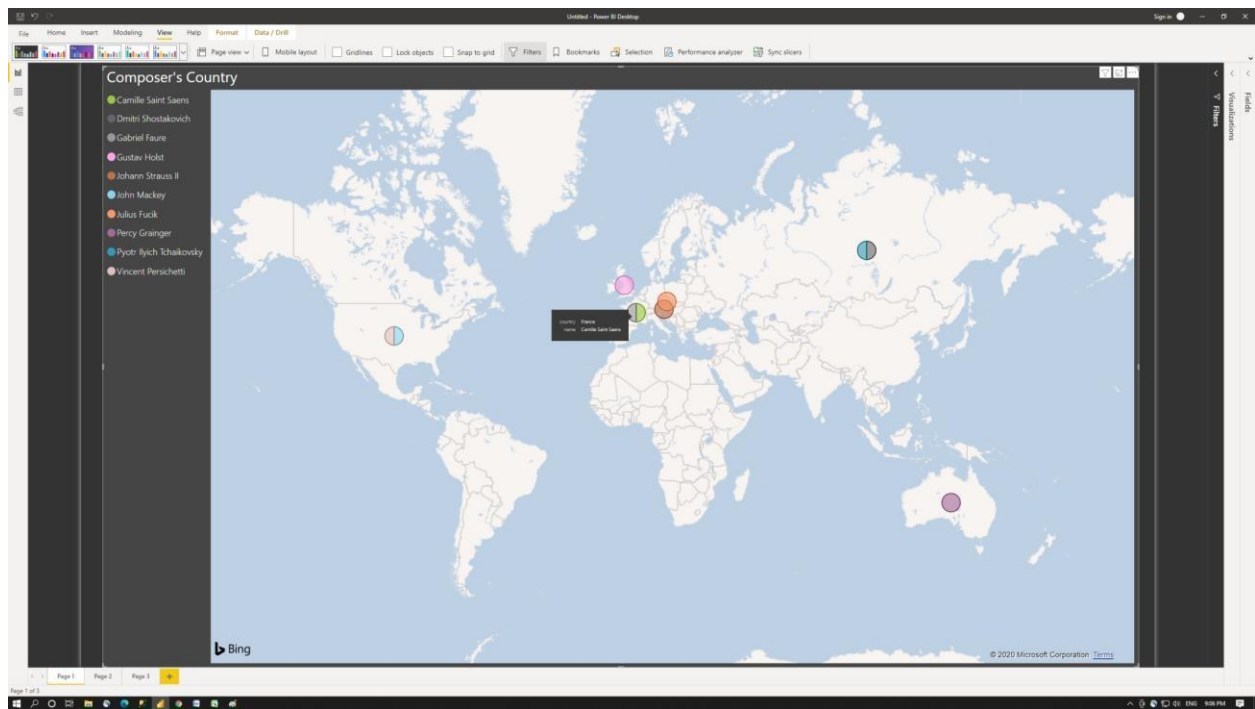 Untitled - Power BI Desktop
Sign in
File Home Insert Modeling View Help Format Data / Drill
Page view Mobile layout Gridlines Lock objects Snap to grid Filters Bookmarks Selection Performance analyzer Sync slicers
Composer's Country
Camille Saint Saens
Dmitri Shostakovich
Gabriel Faure
Gustav Holst
Johann Strauss II
John Mackey
Julius Fucik
Percy Grainger
Pyotr Ilyich Tchaikovsky
Vincent Persichetti
country France
name Camille Saint Saens
Filters
Visualizations
Fields
Bing
© 2020 Microsoft Corporation Terms
Page 1 Page 2 Page 3
Page 1 of 3
ENG 9:06 PM